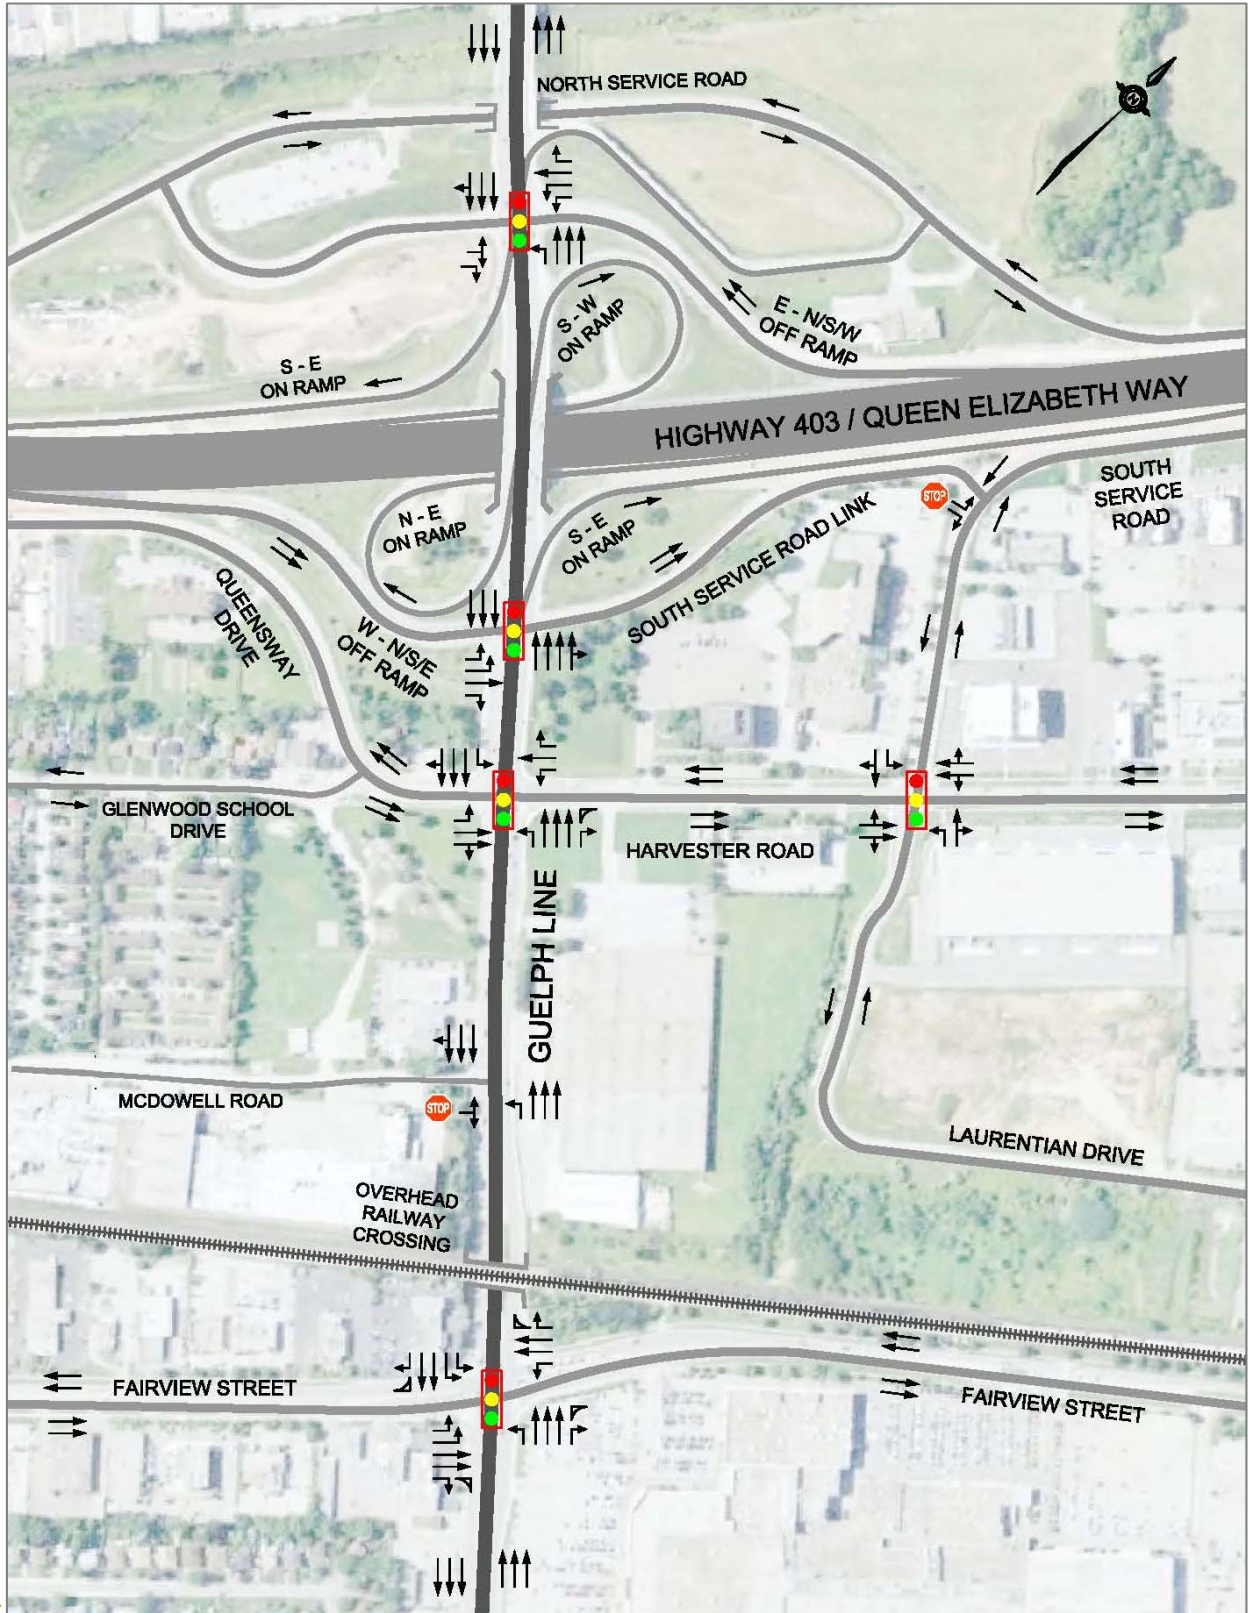 NORTH SERVICE ROAD
N
S - W
ON RAMP
E - N/S/W
OFF RAMP
S - E
ON RAMP
HIGHWAY 403 / QUEEN ELIZABETH WAY
SOUTH
SERVICE
ROAD
STOP
N - E
ON RAMP
S - E
ON RAMP
SOUTH SERVICE ROAD LINK
QUEENSWAY
DRIVE
W - N/S/E
OFF RAMP
GLENWOOD SCHOOL
DRIVE
HARVESTER ROAD
GUELPH LINE
MCDOWELL ROAD
STOP
LAURENTIAN DRIVE
OVERHEAD
RAILWAY
CROSSING
FAIRVIEW STREET
FAIRVIEW STREET